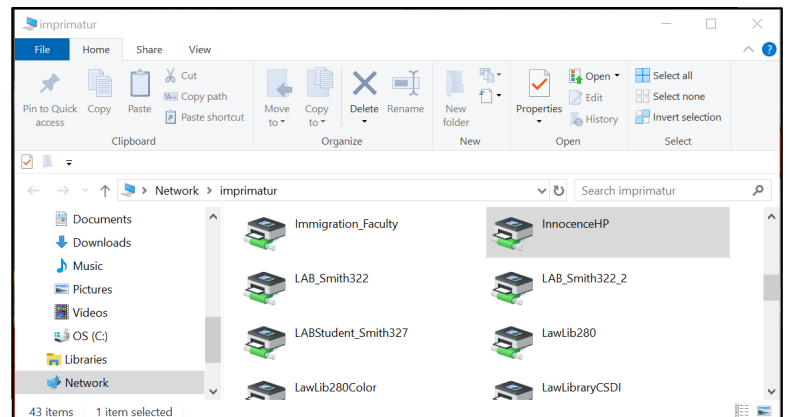 imprimatur
File Home Share View
Pin to Quick access
Copy
Paste
Cut
Copy path
Paste shortcut
Clipboard
Move to
Copy to
Delete
Rename
Organize
New folder
New
Properties
Open
Edit
History
Open
Select all
Select none
Invert selection
Select
Network > imprimatur
Search imprimatur
Documents
Downloads
Music
Pictures
Videos
OS (C:)
Libraries
Network
Immigration_Faculty
InnocenceHP
LAB_Smith322
LAB_Smith322_2
LABStudent_Smith327
LawLib280
LawLib280Color
LawLibraryCSDI
43 items 1 item selected